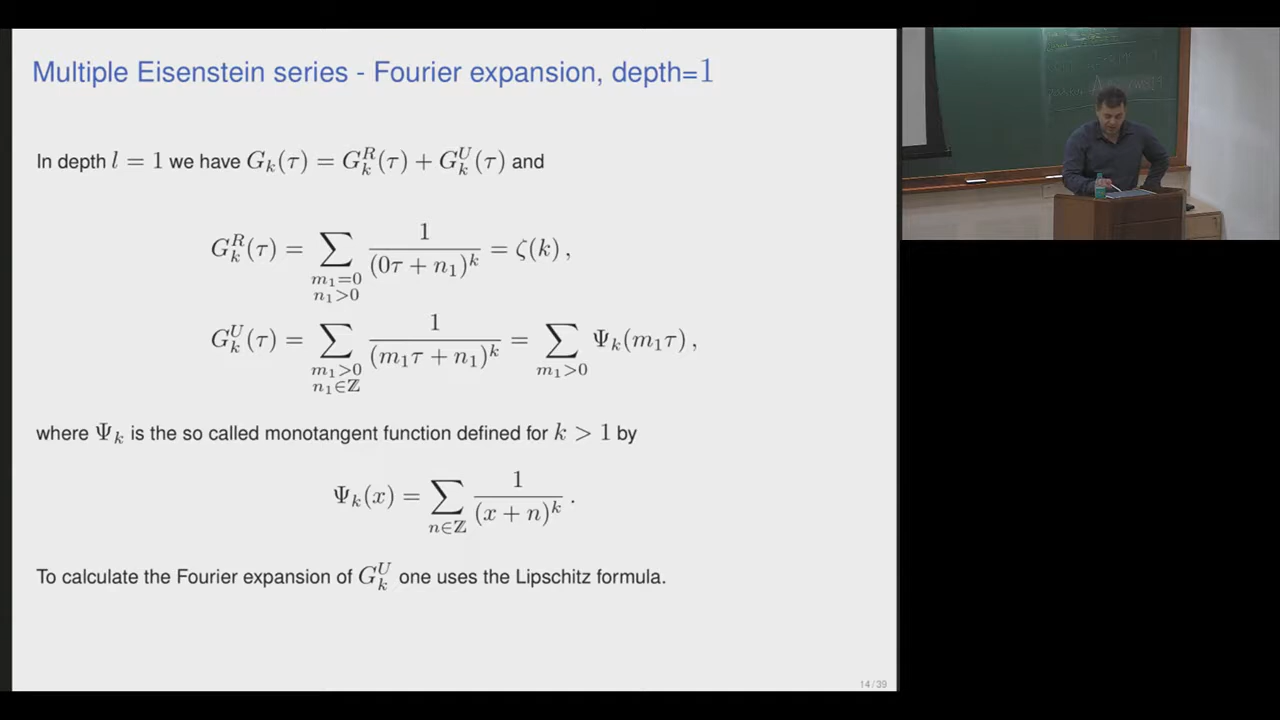 Multiple Eisenstein series - Fourier expansion, depth=1
In depth l = 1 we have G_k(τ) = G_k^R(τ) + G_k^U(τ) and
G_k^R(τ) = ∑_{m_1=0, n_1>0} 1/(0τ + n_1)^k = ζ(k) ,
G_k^U(τ) = ∑_{m_1>0, n_1∈ℤ} 1/(m_1τ + n_1)^k = ∑_{m_1>0} Ψ_k(m_1τ) ,
where Ψ_k is the so called monotangent function defined for k > 1 by
Ψ_k(x) = ∑_{n∈ℤ} 1/(x + n)^k .
To calculate the Fourier expansion of G_k^U one uses the Lipschitz formula.
14/39